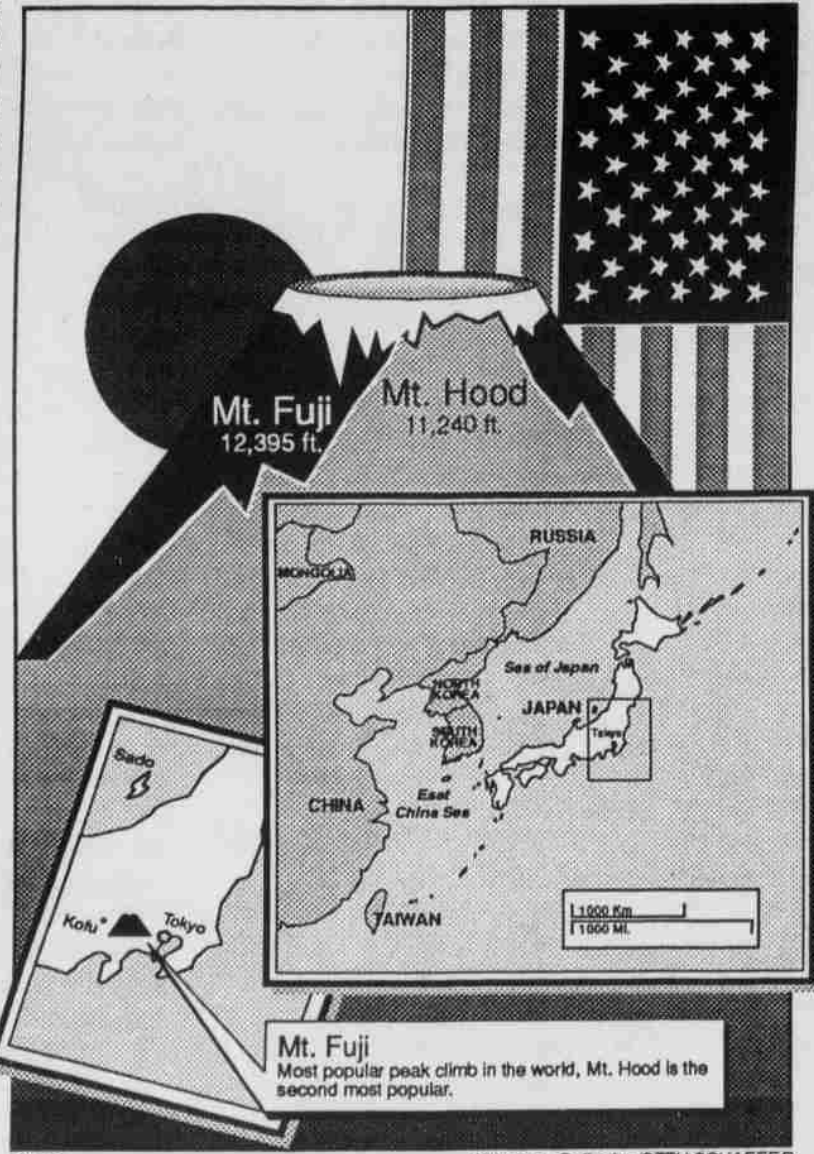 Mt. Fuji
12,395 ft.
Mt. Hood
11,240 ft.
RUSSIA
MONGOLIA
Sea of Japan
NORTH
KOREA
JAPAN
SOUTH
KOREA
Tokyo
Esat
China Sea
CHINA
TAIWAN
1000 Km
1000 Mi.
Sado
Kofu
Tokyo
Mt. Fuji
Most popular peak climb in the world, Mt. Hood is the
second most popular.